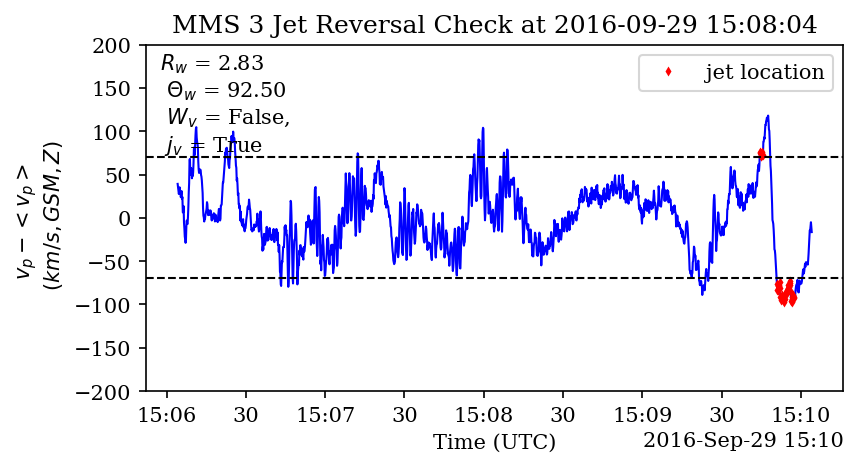 MMS 3 Jet Reversal Check at 2016-09-29 15:08:04
R_w = 2.83
Θ_w = 92.50
W_v = False,
j_v = True
jet location
200
150
100
50
0
−50
−100
−150
−200
v_p − < v_p >
(km/s, GSM, Z)
15:06 30 15:07 30 15:08 30 15:09 30 15:10
Time (UTC)
2016-Sep-29 15:10